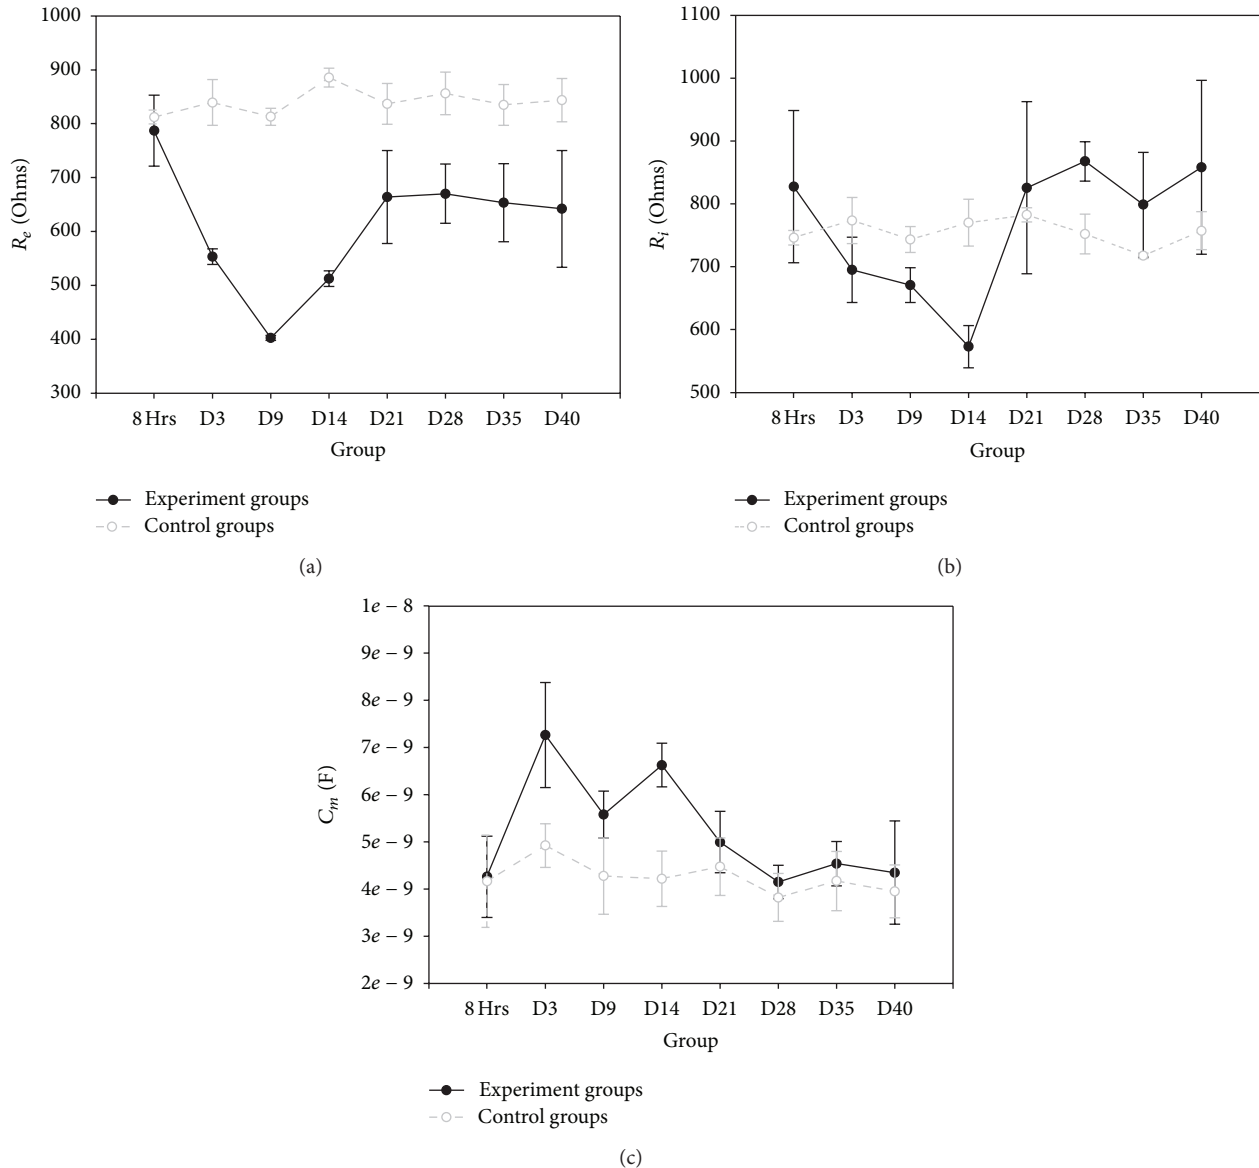 1000
900
800
700
600
500
400
300
R_e (Ohms)
8 Hrs D3 D9 D14 D21 D28 D35 D40
Group
Experiment groups
Control groups
(a)
1100
1000
900
800
700
600
500
R_i (Ohms)
8 Hrs D3 D9 D14 D21 D28 D35 D40
Group
Experiment groups
Control groups
(b)
1e − 8
9e − 9
8e − 9
7e − 9
6e − 9
5e − 9
4e − 9
3e − 9
2e − 9
C_m (F)
8 Hrs D3 D9 D14 D21 D28 D35 D40
Group
Experiment groups
Control groups
(c)